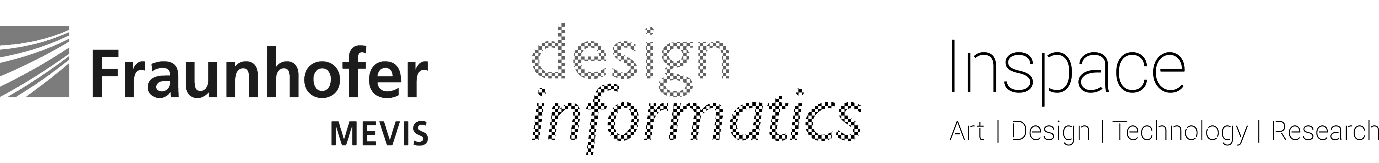 Fraunhofer
MEVIS
design
informatics
Inspace
Art | Design | Technology | Research